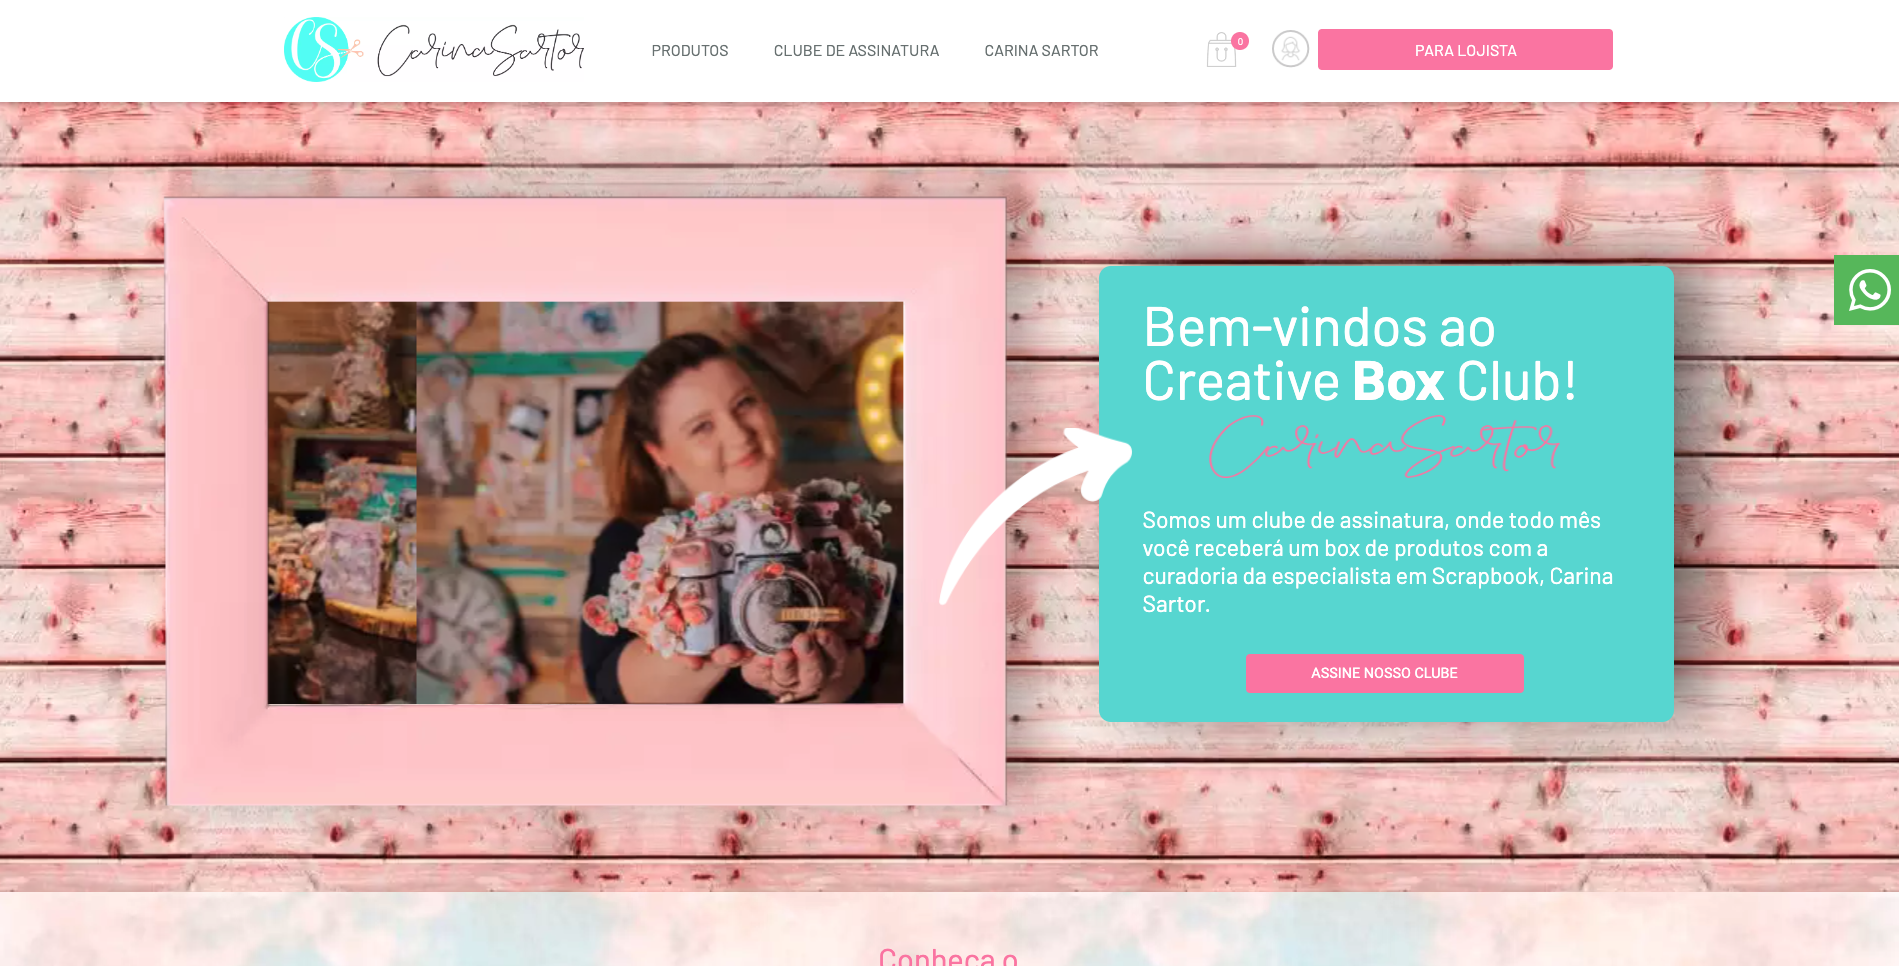 CS CarinaSartor
PRODUTOS
CLUBE DE ASSINATURA
CARINA SARTOR
0
PARA LOJISTA
Bem-vindos ao
Creative Box Club!
CarinaSartor
Somos um clube de assinatura, onde todo mês
você receberá um box de produtos com a
curadoria da especialista em Scrapbook, Carina
Sartor.
ASSINE NOSSO CLUBE
Conheça o